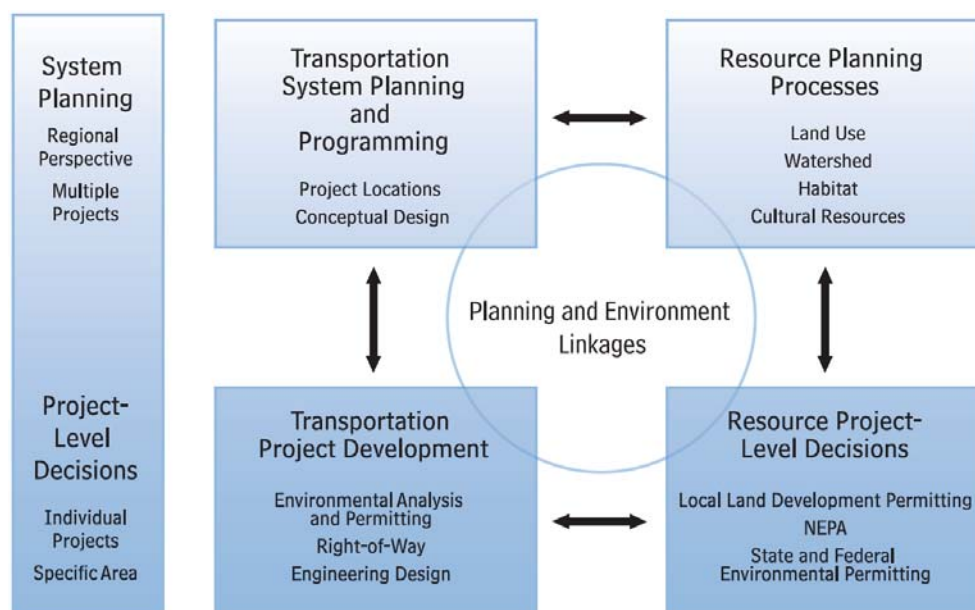 System
Planning
Regional
Perspective
Multiple
Projects
Project-
Level
Decisions
Individual
Projects
Specific Area
Transportation
System Planning
and
Programming
Project Locations
Conceptual Design
Resource Planning
Processes
Land Use
Watershed
Habitat
Cultural Resources
Planning and Environment
Linkages
Transportation
Project Development
Environmental Analysis
and Permitting
Right-of-Way
Engineering Design
Resource Project-
Level Decisions
Local Land Development Permitting
NEPA
State and Federal
Environmental Permitting